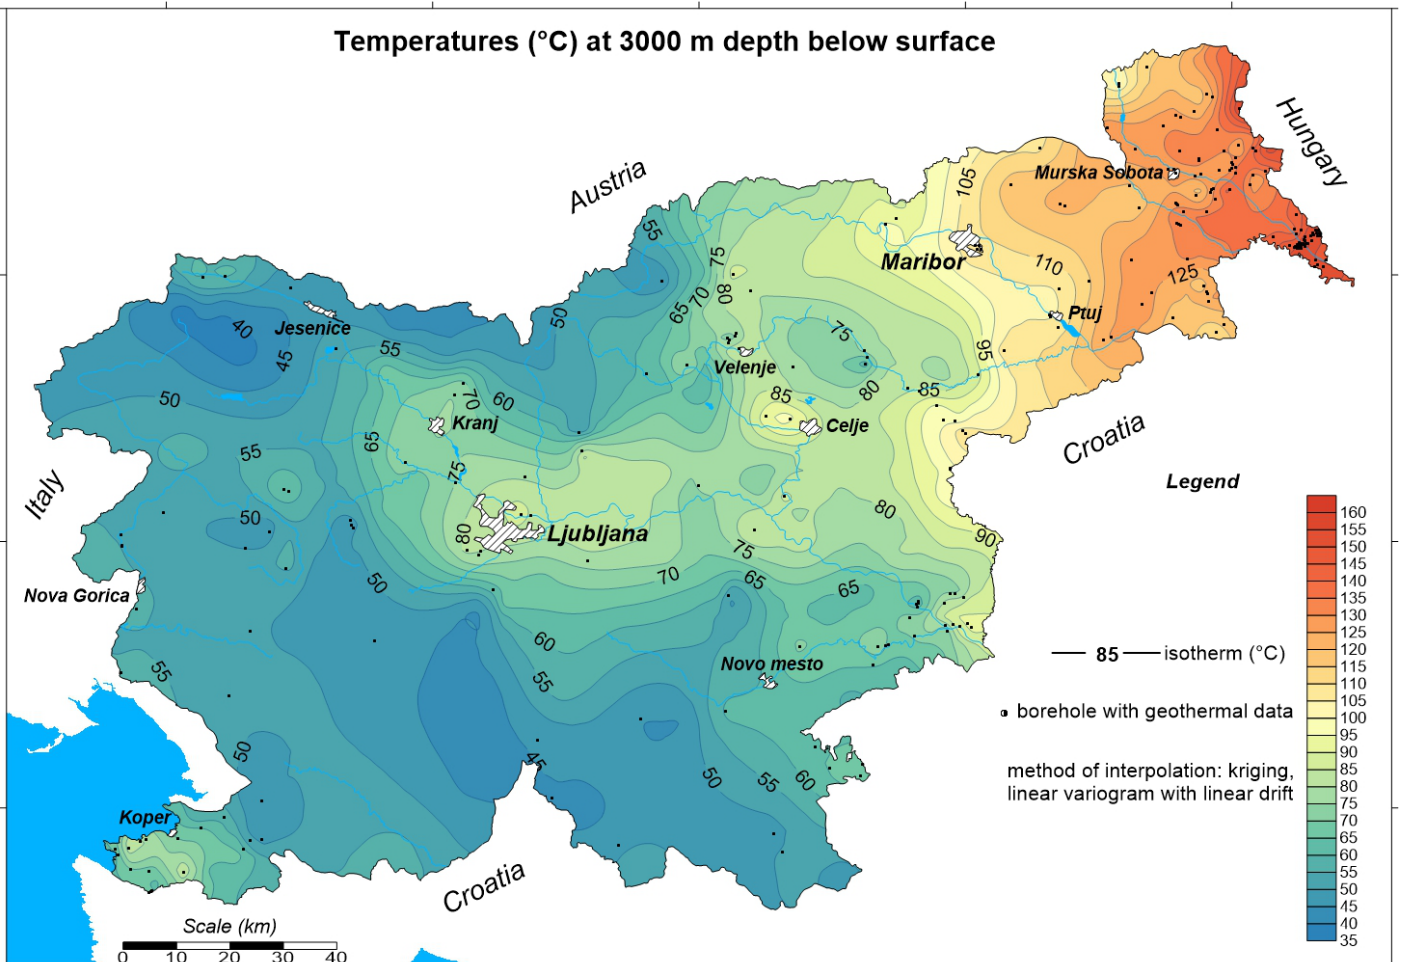 Temperatures (°C) at 3000 m depth below surface
Hungary
Austria
105
Murska Sobota
55
75
Maribor
110
125
70
80
65
Ptuj
40
Jesenice
50
75
45
55
95
Velenje
50
70
60
85
80
85
Kranj
Celje
65
Croatia
55
75
Italy
50
80
80
Ljubljana
90
75
50
70
65
65
Nova Gorica
60
Novo mesto
55
55
50
45
50
55
60
Koper
Croatia
Legend
160
155
150
145
140
130
125
120
115
110
105
100
95
90
85
80
75
70
65
60
55
50
45
40
35
85 isotherm (°C)
borehole with geothermal data
method of interpolation: kriging,
linear variogram with linear drift
Scale (km)
0 10 20 30 40